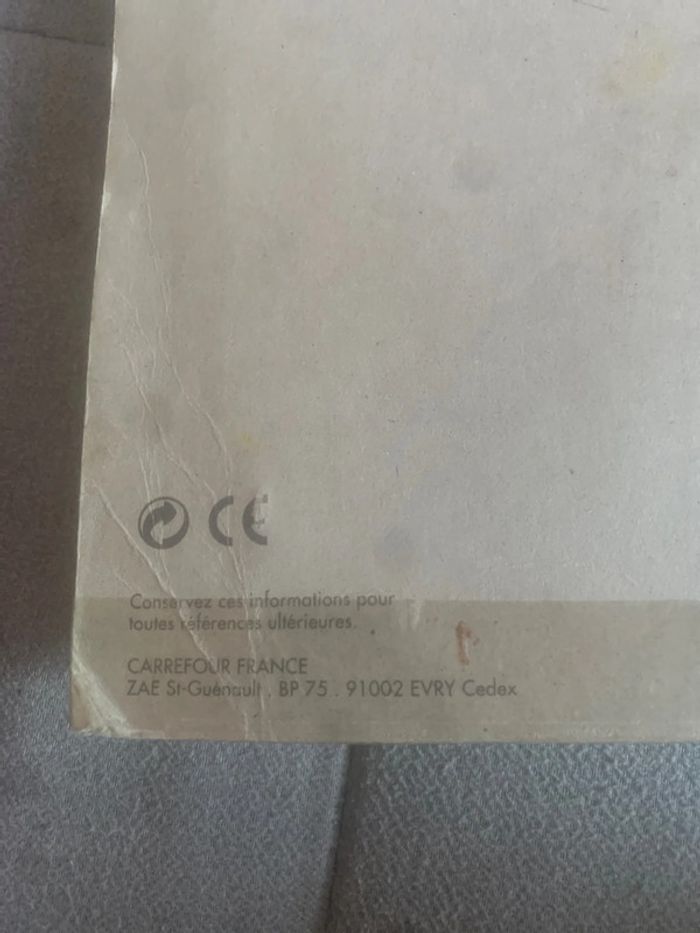 CE
Conservez ces informations pour
toutes références ultérieures.
CARREFOUR FRANCE
ZAE St-Guénault . BP 75 . 91002 EVRY Cedex